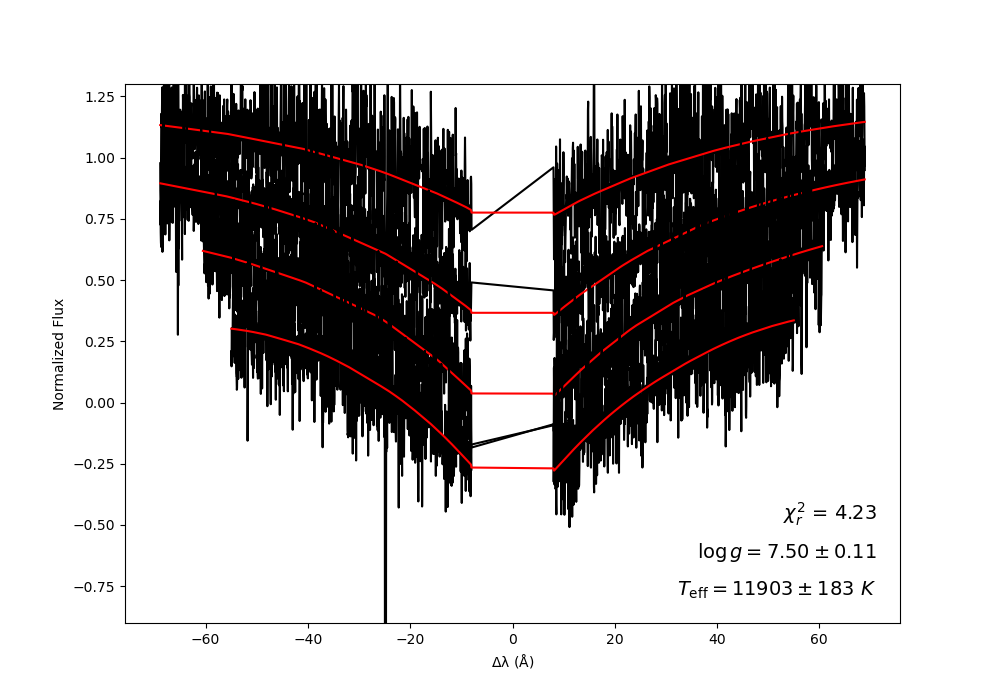 1.25
1.00
0.75
0.50
0.25
0.00
−0.25
−0.50
−0.75
Normalized Flux
χ²ᵣ = 4.23
log g = 7.50 ± 0.11
T_eff = 11903 ± 183 K
−60 −40 −20 0 20 40 60
Δλ (Å)